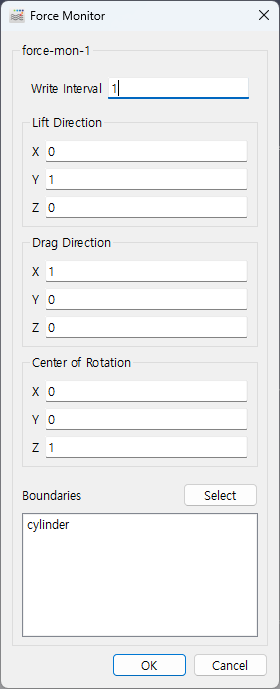 Force Monitor
force-mon-1
Write Interval 1
Lift Direction
X 0
Y 1
Z 0
Drag Direction
X 1
Y 0
Z 0
Center of Rotation
X 0
Y 0
Z 1
Boundaries Select
cylinder
OK Cancel